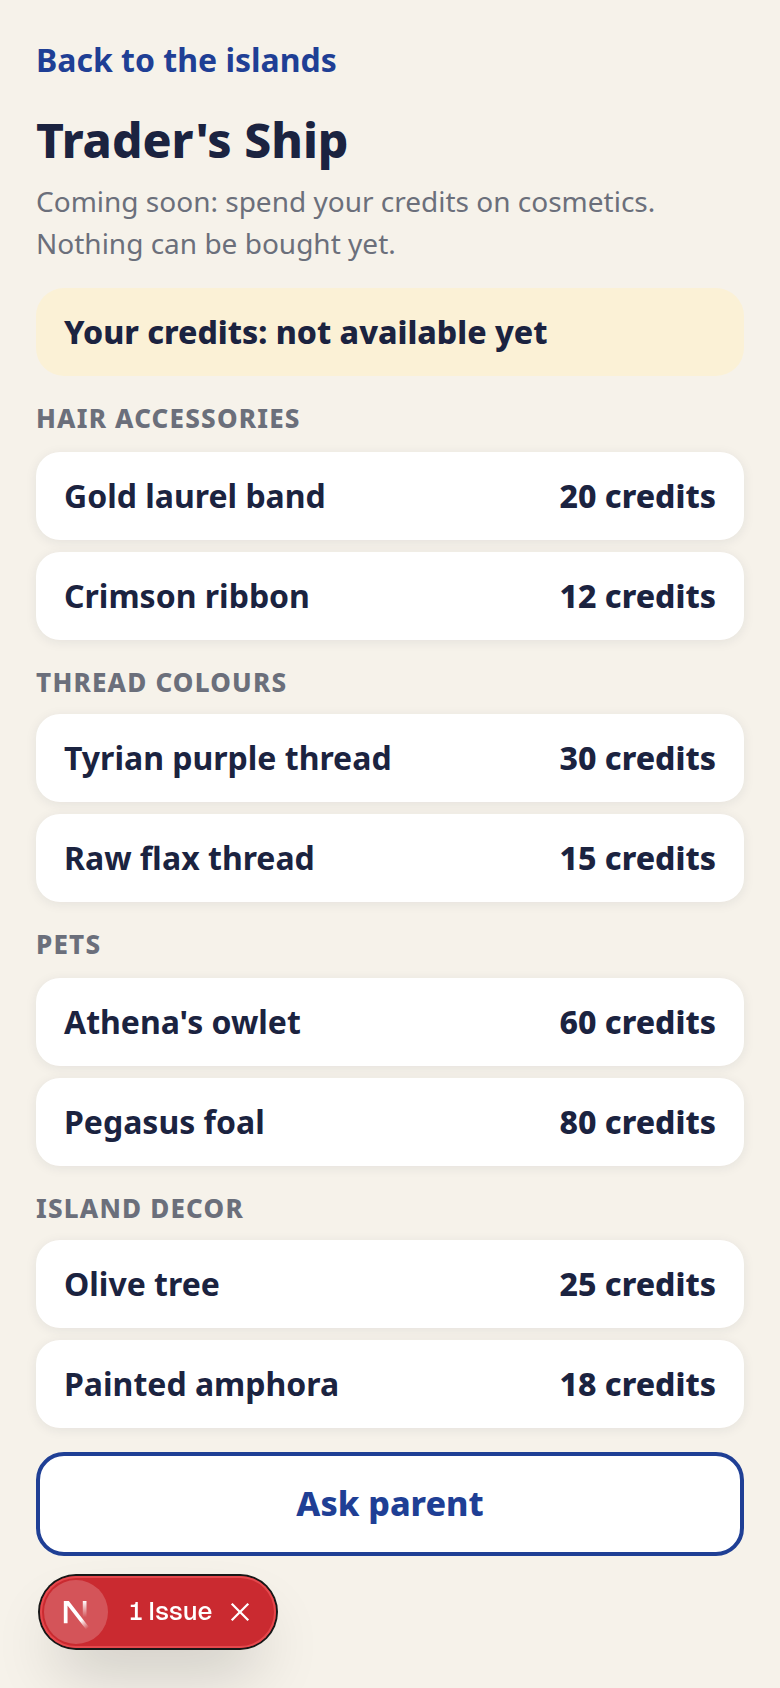 Back to the islands
Trader's Ship
Coming soon: spend your credits on cosmetics.
Nothing can be bought yet.
Your credits: not available yet
HAIR ACCESSORIES
Gold laurel band 20 credits
Crimson ribbon 12 credits
THREAD COLOURS
Tyrian purple thread 30 credits
Raw flax thread 15 credits
PETS
Athena's owlet 60 credits
Pegasus foal 80 credits
ISLAND DECOR
Olive tree 25 credits
Painted amphora 18 credits
Ask parent
N 1 Issue